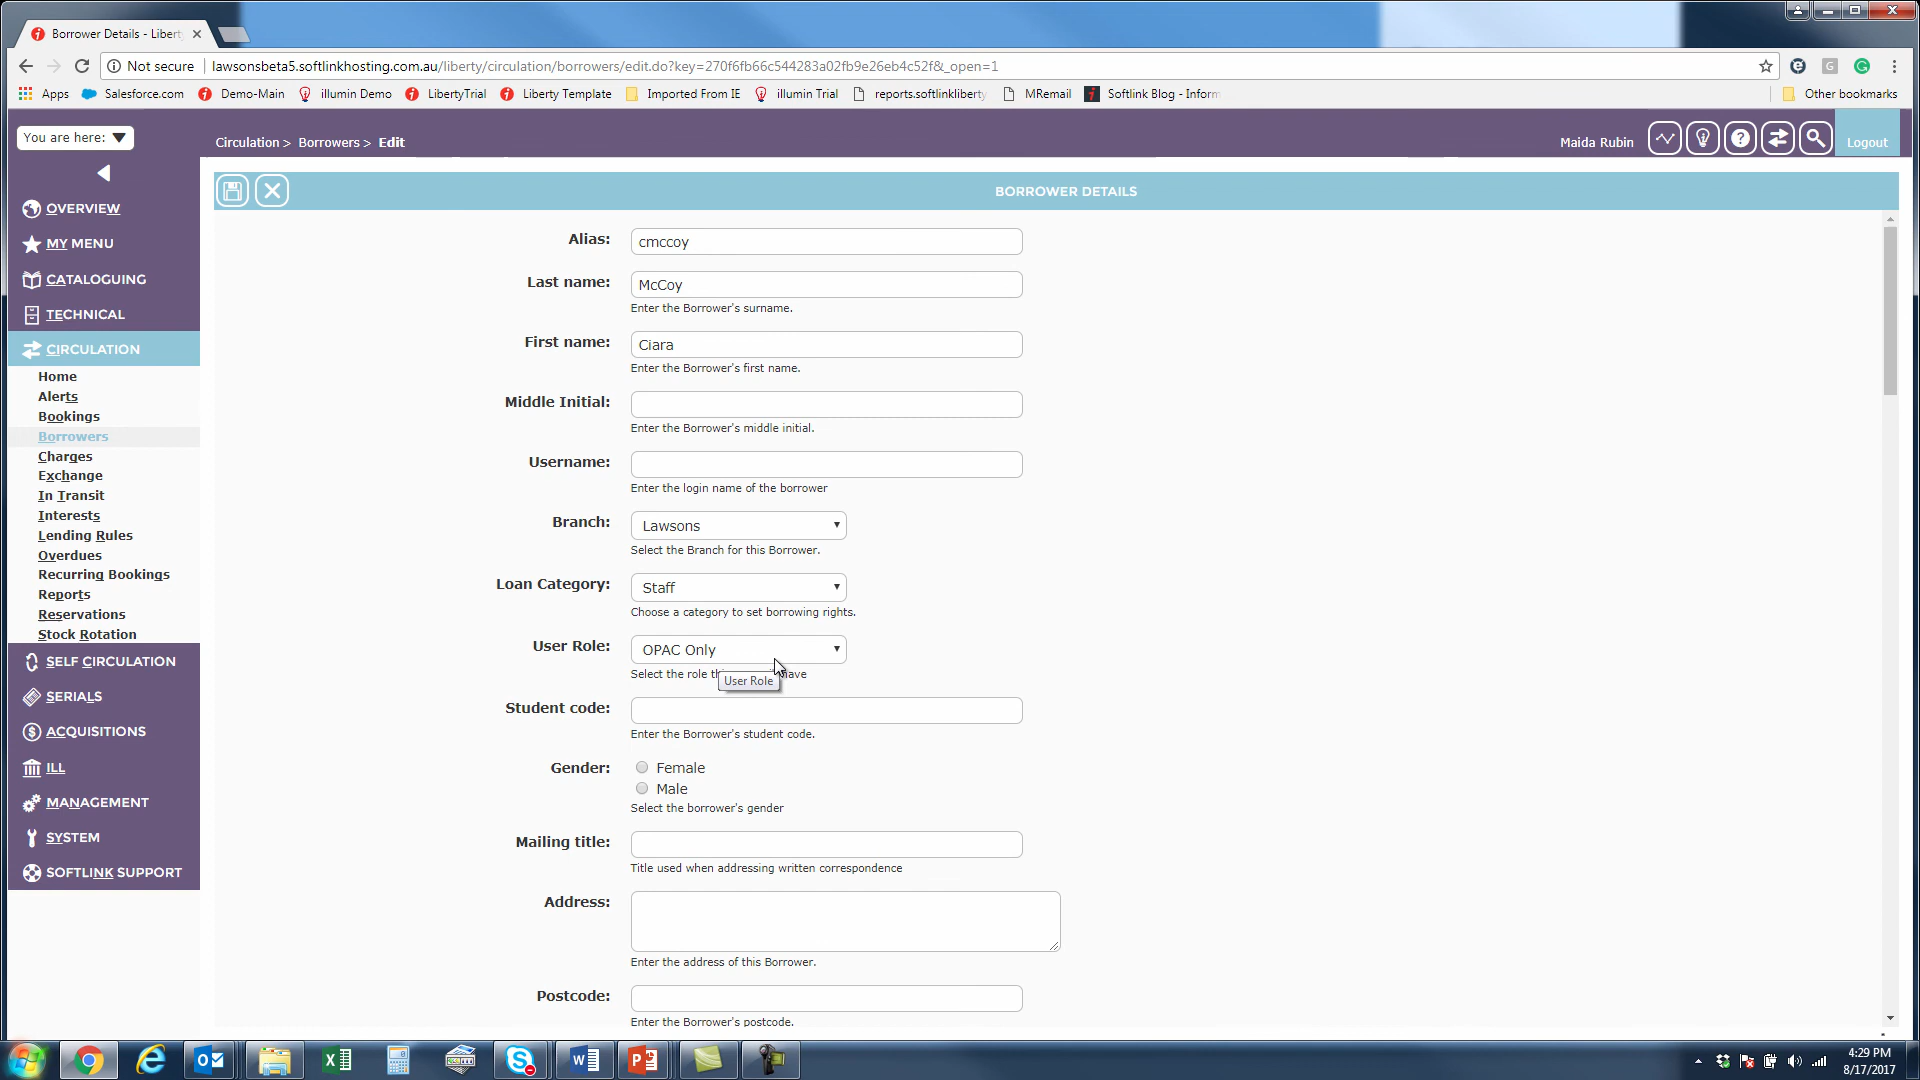 Borrower Details - Libert
Not secure
lawsonsbeta5.softlinkhosting.com.au/liberty/circulation/borrowers/edit.do?key=270f6fb66c544283a02fb9e26eb4c52f&_open=1
Apps Salesforce.com Demo-Main illumin Demo LibertyTrial Liberty Template Imported From IE illumin Trial reports.softlinkliberty MRemail Softlink Blog - Inform Other bookmarks
You are here:
Circulation > Borrowers > Edit
Maida Rubin
Logout
BORROWER DETAILS
OVERVIEW
MY MENU
CATALOGUING
TECHNICAL
CIRCULATION
Home
Alerts
Bookings
Borrowers
Charges
Exchange
In Transit
Interests
Lending Rules
Overdues
Recurring Bookings
Reports
Reservations
Stock Rotation
SELF CIRCULATION
SERIALS
ACQUISITIONS
ILL
MANAGEMENT
SYSTEM
SOFTLINK SUPPORT
Alias: cmccoy
Last name: McCoy
Enter the Borrower's surname.
First name: Ciara
Enter the Borrower's first name.
Middle Initial:
Enter the Borrower's middle initial.
Username:
Enter the login name of the borrower
Branch: Lawsons
Select the Branch for this Borrower.
Loan Category: Staff
Choose a category to set borrowing rights.
User Role: OPAC Only
Select the role th have
User Role
Student code:
Enter the Borrower's student code.
Gender: Female
Male
Select the borrower's gender
Mailing title:
Title used when addressing written correspondence
Address:
Enter the address of this Borrower.
Postcode:
Enter the Borrower's postcode.
4:29 PM
8/17/2017